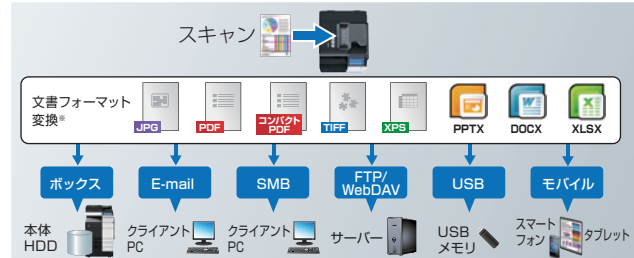 スキャン
文書フォーマット
変換※
JPG
PDF
コンパクト
PDF
TIFF
XPS
PPTX
DOCX
XLSX
ボックス
E-mail
SMB
FTP/
WebDAV
USB
モバイル
本体
HDD
クライアント
PC
クライアント
PC
サーバー
USB
メモリ
スマート
フォン
タブレット